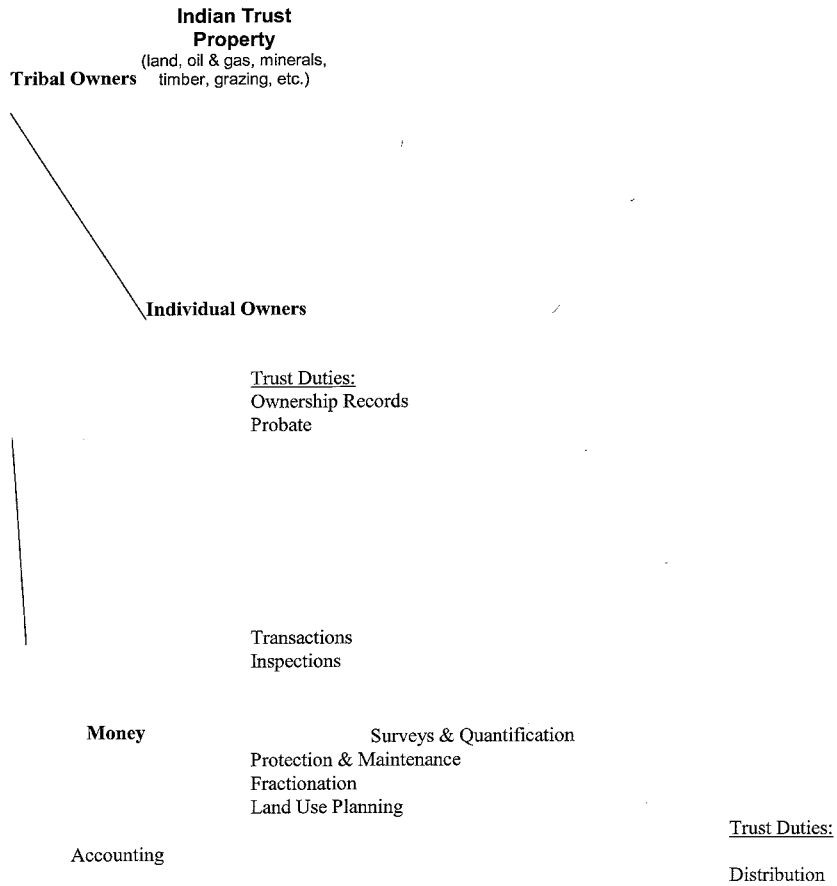 Indian Trust
Property
(land, oil & gas, minerals,
Tribal Owners timber, grazing, etc.)
Individual Owners
Trust Duties:
Ownership Records
Probate
Transactions
Inspections
Money Surveys & Quantification
Protection & Maintenance
Fractionation
Land Use Planning
Trust Duties:
Accounting
Distribution